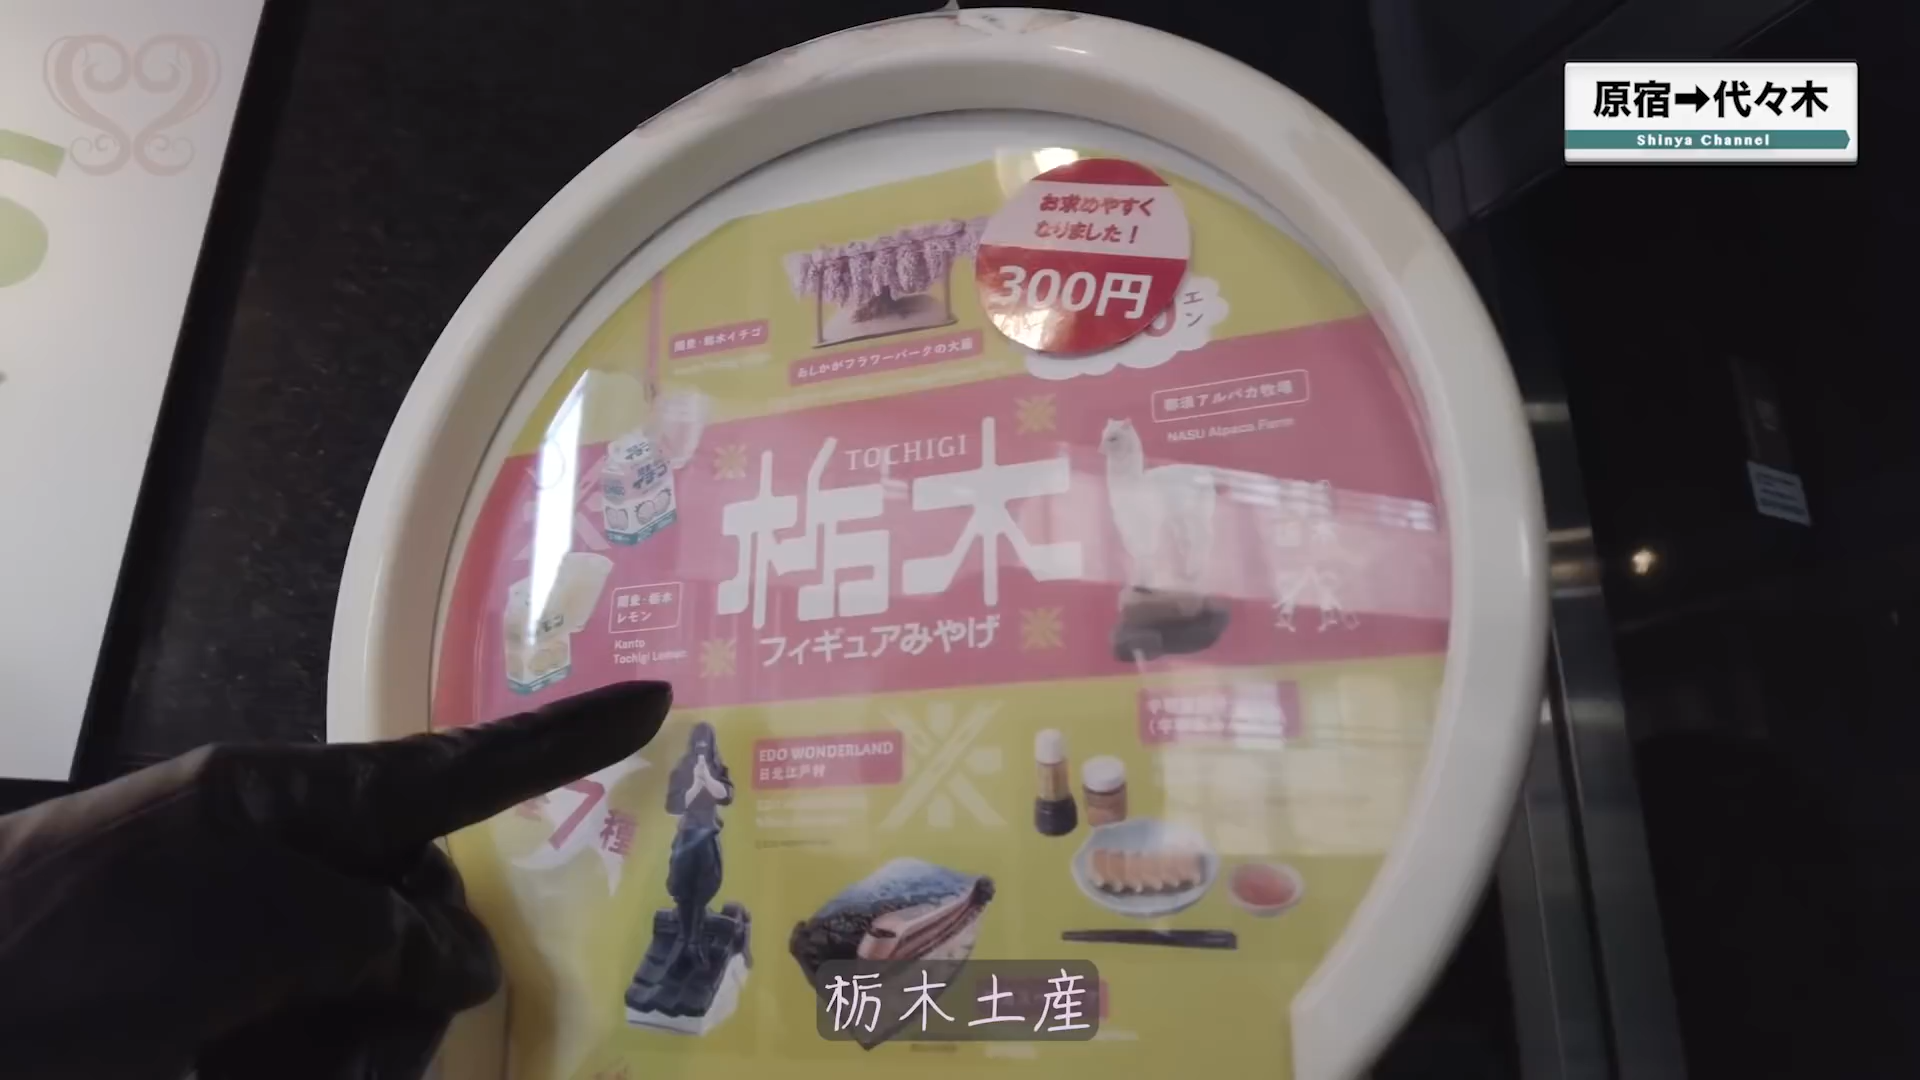 原宿➡代々木
Shinya Channel
お求めやすく
なりました！
300円
エン
関東・栃木イチゴ
あしかがフラワーパークの大藤
那須アルパカ牧場
NASU Alpaca Farm
TOCHIGI
栃木
フィギュアみやげ
関東・栃木
レモン
Kanto
Tochigi Lemon
EDO WONDERLAND
日光江戸村
7種
栃木土産